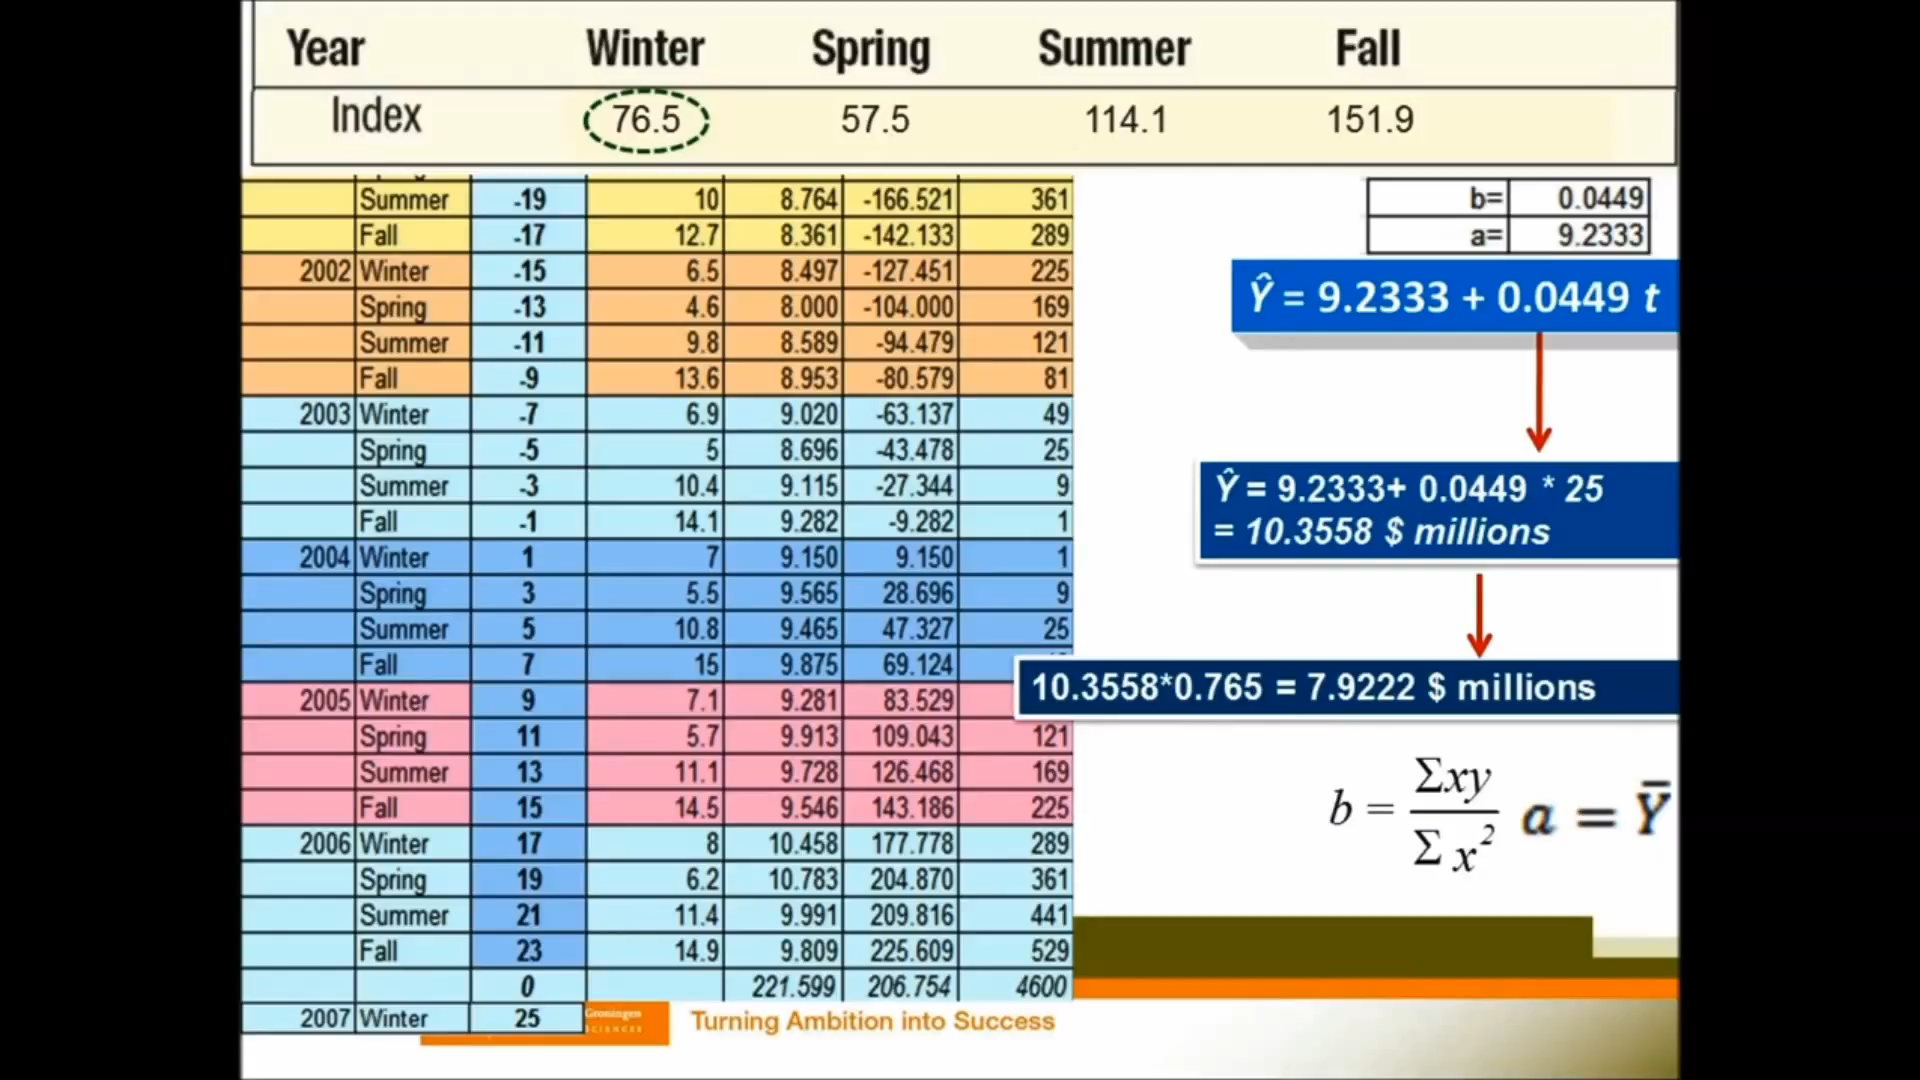 Year Winter Spring Summer Fall
Index 76.5 57.5 114.1 151.9
Summer -19 10 8.764 -166.521 361
Fall -17 12.7 8.361 -142.133 289
2002 Winter -15 6.5 8.497 -127.451 225
Spring -13 4.6 8.000 -104.000 169
Summer -11 9.8 8.589 -94.479 121
Fall -9 13.6 8.953 -80.579 81
2003 Winter -7 6.9 9.020 -63.137 49
Spring -5 5 8.696 -43.478 25
Summer -3 10.4 9.115 -27.344 9
Fall -1 14.1 9.282 -9.282 1
2004 Winter 1 7 9.150 9.150 1
Spring 3 5.5 9.565 28.696 9
Summer 5 10.8 9.465 47.327 25
Fall 7 15 9.875 69.124
2005 Winter 9 7.1 9.281 83.529
Spring 11 5.7 9.913 109.043 121
Summer 13 11.1 9.728 126.468 169
Fall 15 14.5 9.546 143.186 225
2006 Winter 17 8 10.458 177.778 289
Spring 19 6.2 10.783 204.870 361
Summer 21 11.4 9.991 209.816 441
Fall 23 14.9 9.809 225.609 529
0 221.599 206.754 4600
2007 Winter 25
b= 0.0449
a= 9.2333
Ŷ = 9.2333 + 0.0449 t
Ŷ = 9.2333+ 0.0449 * 25
= 10.3558 $ millions
10.3558*0.765 = 7.9222 $ millions
b = Σxy / Σx² a = Ȳ
Groningen
SCIENCES
Turning Ambition into Success